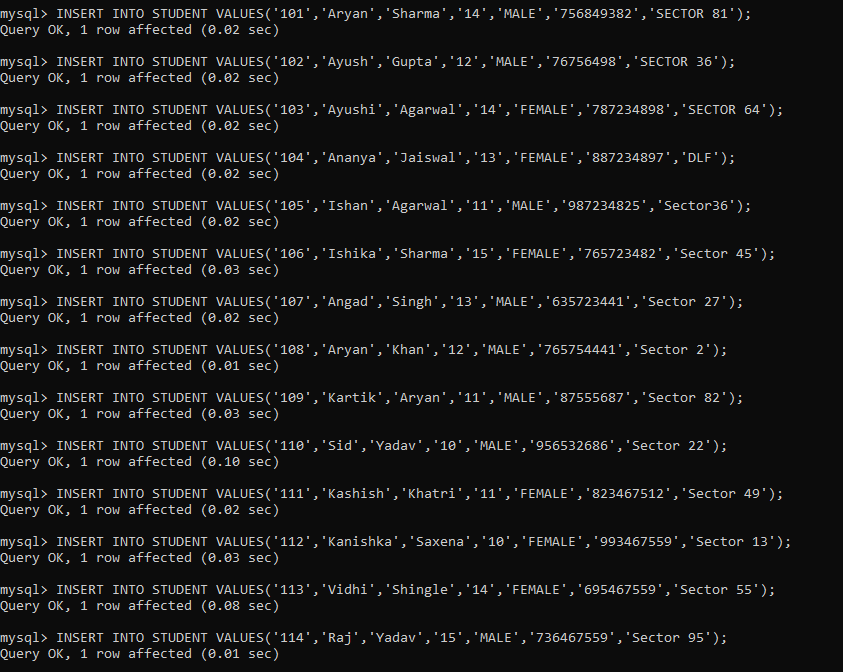 mysql> INSERT INTO STUDENT VALUES('101','Aryan','Sharma','14','MALE','756849382','SECTOR 81');
Query OK, 1 row affected (0.02 sec)
mysql> INSERT INTO STUDENT VALUES('102','Ayush','Gupta','12','MALE','76756498','SECTOR 36');
Query OK, 1 row affected (0.02 sec)
mysql> INSERT INTO STUDENT VALUES('103','Ayushi','Agarwal','14','FEMALE','787234898','SECTOR 64');
Query OK, 1 row affected (0.02 sec)
mysql> INSERT INTO STUDENT VALUES('104','Ananya','Jaiswal','13','FEMALE','887234897','DLF');
Query OK, 1 row affected (0.02 sec)
mysql> INSERT INTO STUDENT VALUES('105','Ishan','Agarwal','11','MALE','987234825','Sector36');
Query OK, 1 row affected (0.02 sec)
mysql> INSERT INTO STUDENT VALUES('106','Ishika','Sharma','15','FEMALE','765723482','Sector 45');
Query OK, 1 row affected (0.03 sec)
mysql> INSERT INTO STUDENT VALUES('107','Angad','Singh','13','MALE','635723441','Sector 27');
Query OK, 1 row affected (0.02 sec)
mysql> INSERT INTO STUDENT VALUES('108','Aryan','Khan','12','MALE','765754441','Sector 2');
Query OK, 1 row affected (0.01 sec)
mysql> INSERT INTO STUDENT VALUES('109','Kartik','Aryan','11','MALE','87555687','Sector 82');
Query OK, 1 row affected (0.03 sec)
mysql> INSERT INTO STUDENT VALUES('110','Sid','Yadav','10','MALE','956532686','Sector 22');
Query OK, 1 row affected (0.10 sec)
mysql> INSERT INTO STUDENT VALUES('111','Kashish','Khatri','11','FEMALE','823467512','Sector 49');
Query OK, 1 row affected (0.02 sec)
mysql> INSERT INTO STUDENT VALUES('112','Kanishka','Saxena','10','FEMALE','993467559','Sector 13');
Query OK, 1 row affected (0.03 sec)
mysql> INSERT INTO STUDENT VALUES('113','Vidhi','Shingle','14','FEMALE','695467559','Sector 55');
Query OK, 1 row affected (0.08 sec)
mysql> INSERT INTO STUDENT VALUES('114','Raj','Yadav','15','MALE','736467559','Sector 95');
Query OK, 1 row affected (0.01 sec)